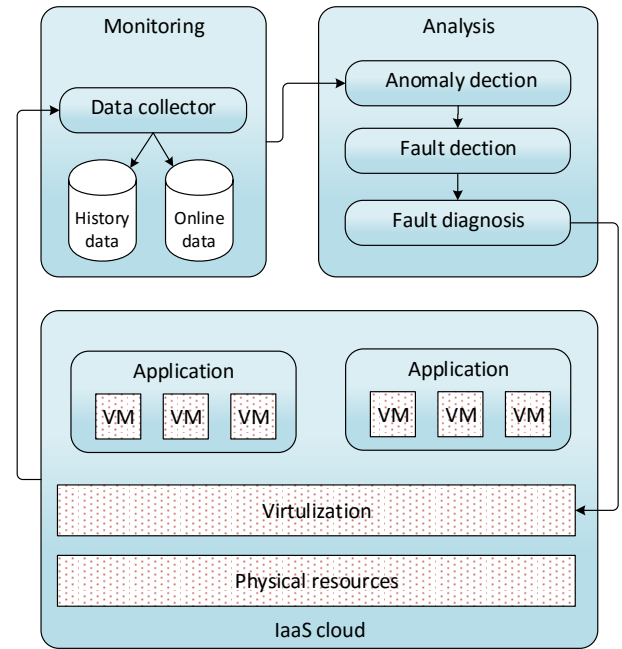 Monitoring
Data collector
History
data
Online
data
Analysis
Anomaly dection
Fault dection
Fault diagnosis
Application
VM VM VM
Application
VM VM VM
Virtulization
Physical resources
IaaS cloud